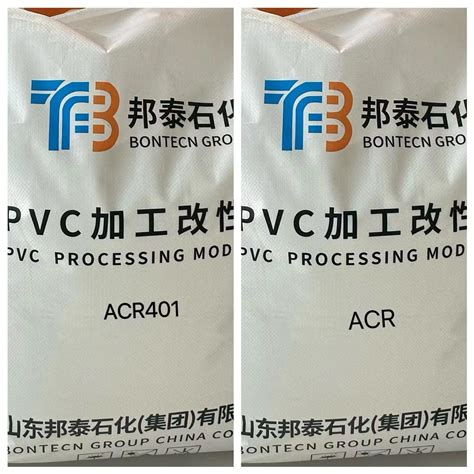 邦泰石化
BONTECN GRO
PVC加工改性
PVC PROCESSING MOD
ACR401
山东邦泰石化(集团)有限
BONTECN GROUP CHINA CO
邦泰石化
BONTECN GROU
PVC加工改性
PVC PROCESSING MOD
ACR
山东邦泰石化(集团)有限
BONTECN GROUP CHINA CO